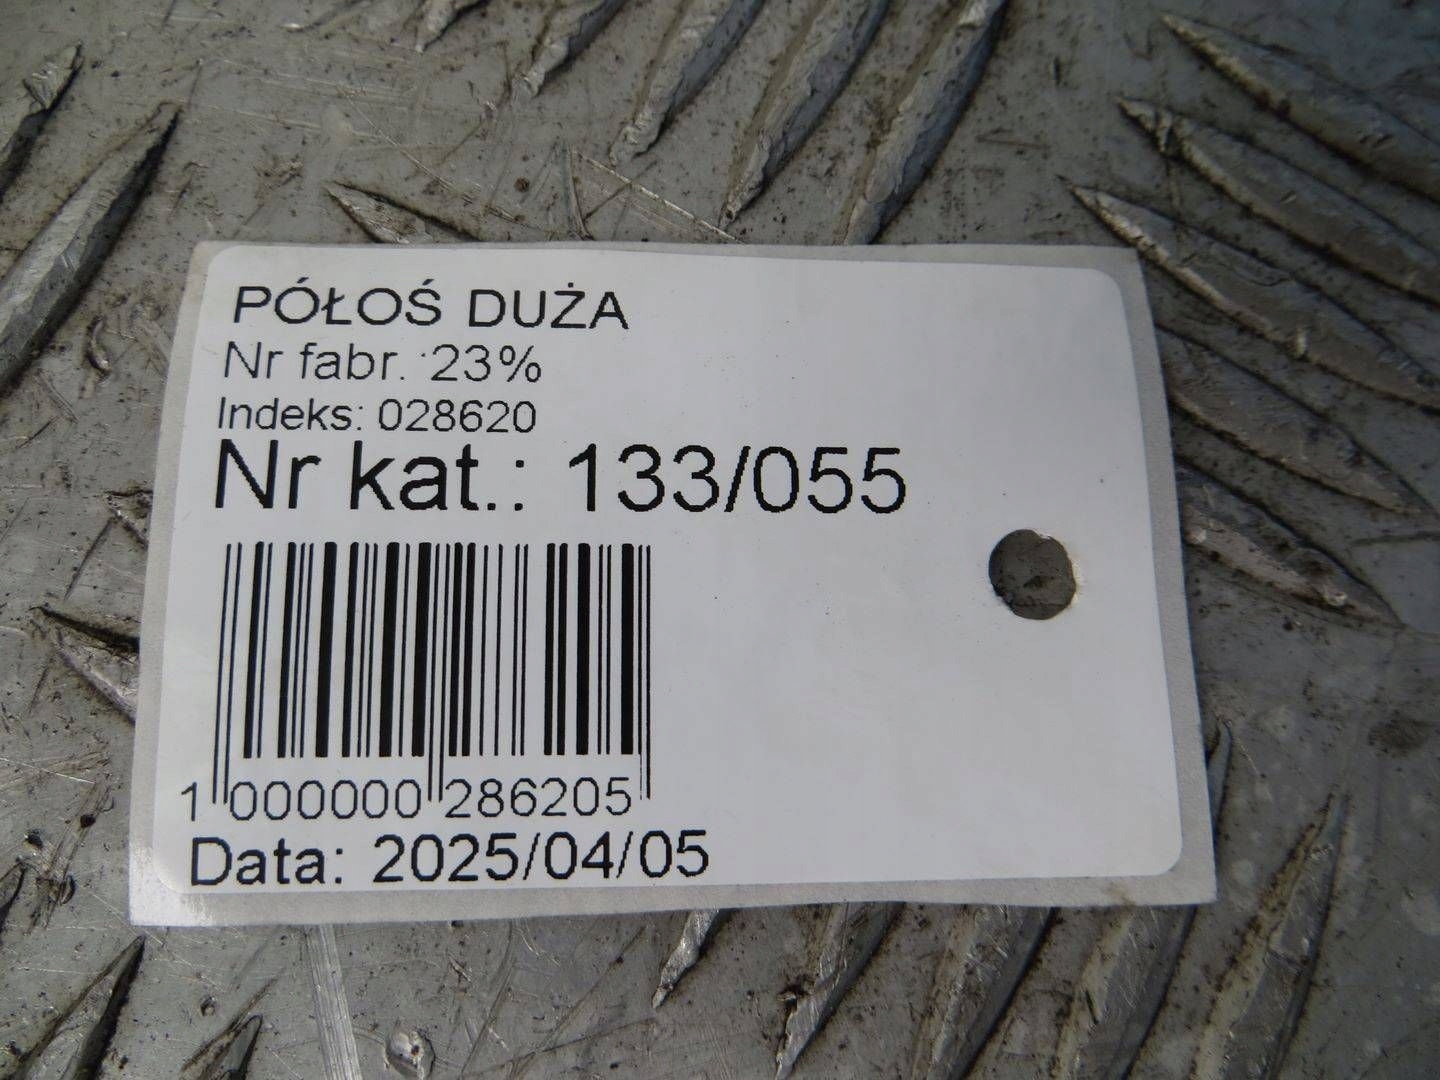 PÓŁOŚ DUŻA
Nr fabr. :23%
Indeks: 028620
Nr kat.: 133/055
1 000000 286205
Data: 2025/04/05